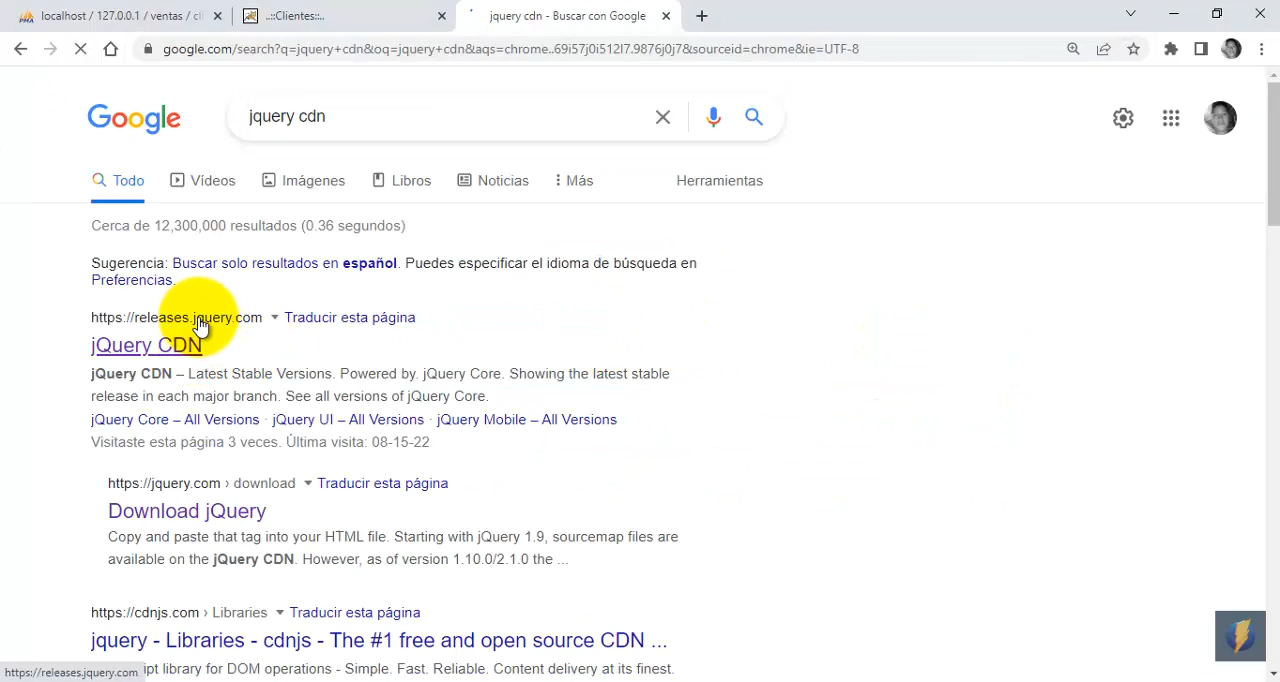 localhost / 127.0.0.1 / ventas / cli
..::Clientes::..
jquery cdn - Buscar con Google
google.com/search?q=jquery+cdn&oq=jquery+cdn&aqs=chrome..69i57j0i512l7.9876j0j7&sourceid=chrome&ie=UTF-8
Google
jquery cdn
Todo Vídeos Imágenes Libros Noticias Más Herramientas
Cerca de 12,300,000 resultados (0.36 segundos)
Sugerencia: Buscar solo resultados en español. Puedes especificar el idioma de búsqueda en
Preferencias.
https://releases.jquery.com Traducir esta página
jQuery CDN
jQuery CDN – Latest Stable Versions. Powered by. jQuery Core. Showing the latest stable
release in each major branch. See all versions of jQuery Core.
jQuery Core – All Versions · jQuery UI – All Versions · jQuery Mobile – All Versions
Visitaste esta página 3 veces. Última visita: 08-15-22
https://jquery.com › download Traducir esta página
Download jQuery
Copy and paste that tag into your HTML file. Starting with jQuery 1.9, sourcemap files are
available on the jQuery CDN. However, as of version 1.10.0/2.1.0 the ...
https://cdnjs.com › Libraries Traducir esta página
jquery - Libraries - cdnjs - The #1 free and open source CDN ...
ipt library for DOM operations - Simple. Fast. Reliable. Content delivery at its finest.
https://releases.jquery.com